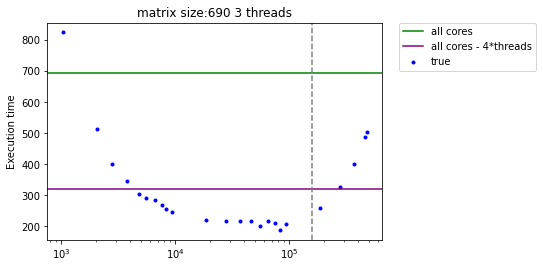 matrix size:690 3 threads
all cores
all cores - 4*threads
true
Execution time
800
700
600
500
400
300
200
10³
10⁴
10⁵